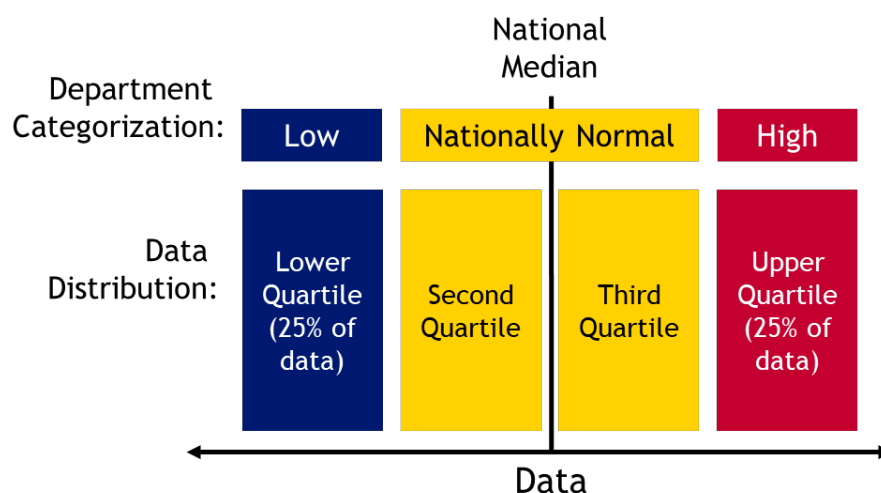 National
Median
Department
Categorization:
Low
Nationally Normal
High
Data
Distribution:
Lower
Quartile
(25% of
data)
Second
Quartile
Third
Quartile
Upper
Quartile
(25% of
data)
Data